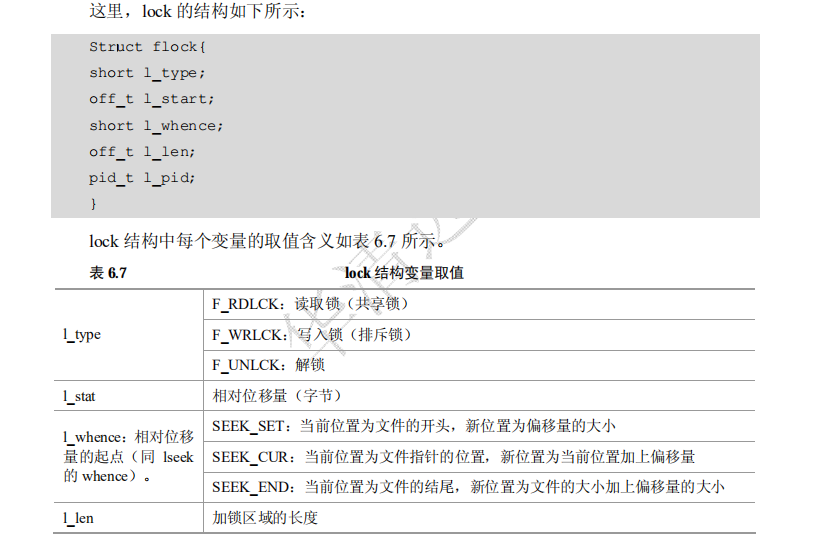 这里，lock 的结构如下所示：
Struct flock{
short l_type;
off_t l_start;
short l_whence;
off_t l_len;
pid_t l_pid;
}
lock 结构中每个变量的取值含义如表 6.7 所示。
表 6.7 lock 结构变量取值
l_type
F_RDLCK：读取锁（共享锁）
F_WRLCK：写入锁（排斥锁）
F_UNLCK：解锁
l_stat 相对位移量（字节）
l_whence：相对位移
量的起点（同 lseek
的 whence）。
SEEK_SET：当前位置为文件的开头，新位置为偏移量的大小
SEEK_CUR：当前位置为文件指针的位置，新位置为当前位置加上偏移量
SEEK_END：当前位置为文件的结尾，新位置为文件的大小加上偏移量的大小
l_len 加锁区域的长度
华清